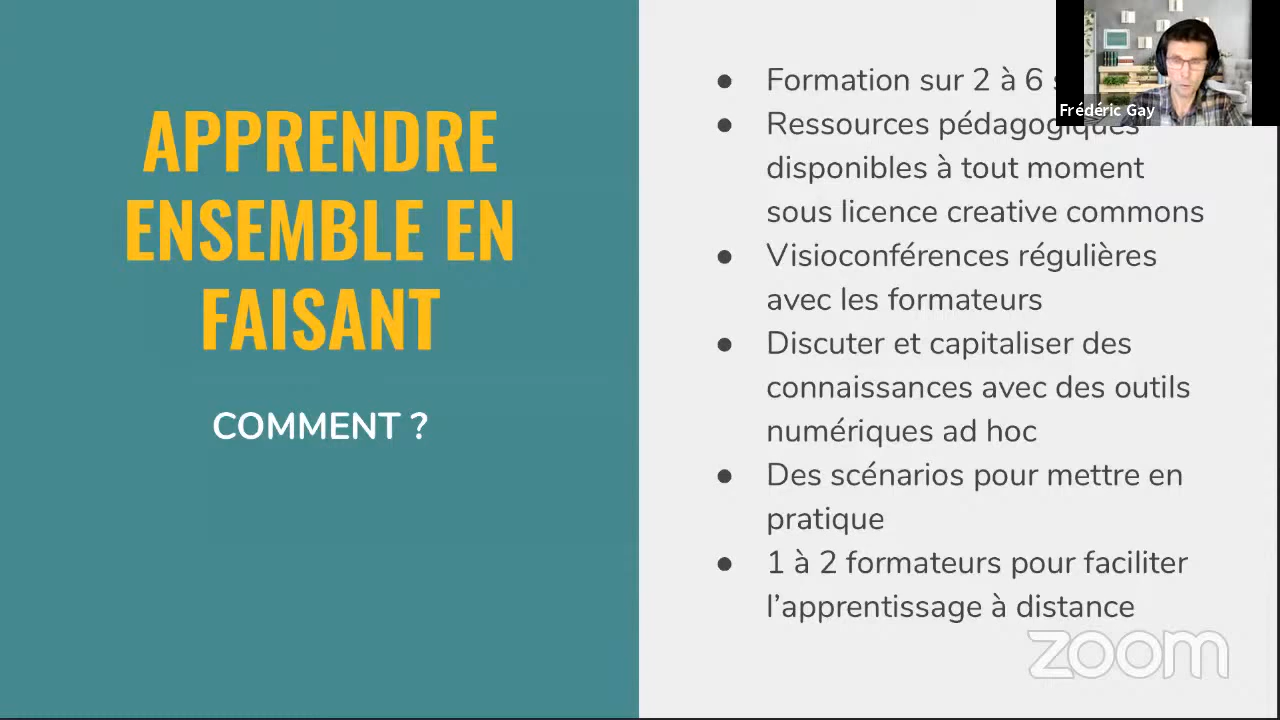 APPRENDRE
ENSEMBLE EN
FAISANT
COMMENT ?
● Formation sur 2 à 6
● Ressources pédagogiques
disponibles à tout moment
sous licence creative commons
● Visioconférences régulières
avec les formateurs
● Discuter et capitaliser des
connaissances avec des outils
numériques ad hoc
● Des scénarios pour mettre en
pratique
● 1 à 2 formateurs pour faciliter
l’apprentissage à distance
Frédéric Gay
zoom